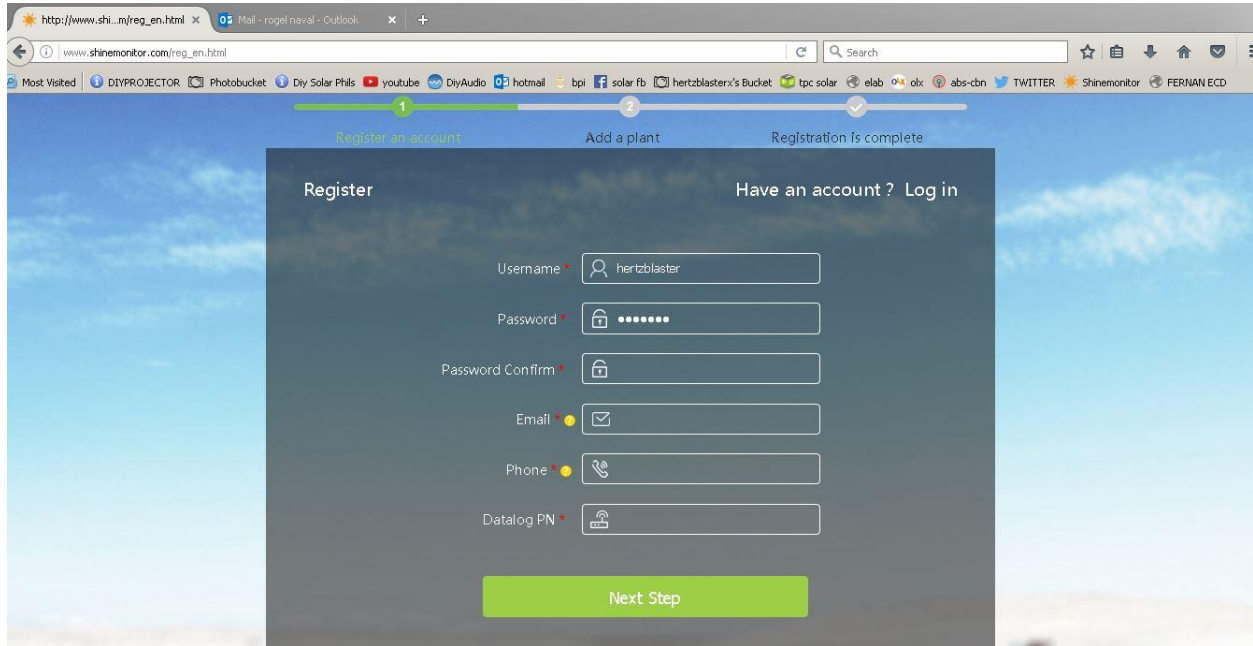 http://www.shi...m/reg_en.html
Mail - rogel naval - Outlook
www.shinemonitor.com/reg_en.html
Search
Most Visited DIYPROJECTOR Photobucket Diy Solar Phils youtube DiyAudio hotmail bpi solar fb hertzblasterx's Bucket tpc solar elab olx abs-cbn TWITTER Shinemonitor FERNAN ECD
1 2
Register an account Add a plant Registration is complete
Register Have an account ? Log in
Username * hertzblaster
Password * •••••••
Password Confirm *
Email * ?
Phone * ?
Datalog PN *
Next Step